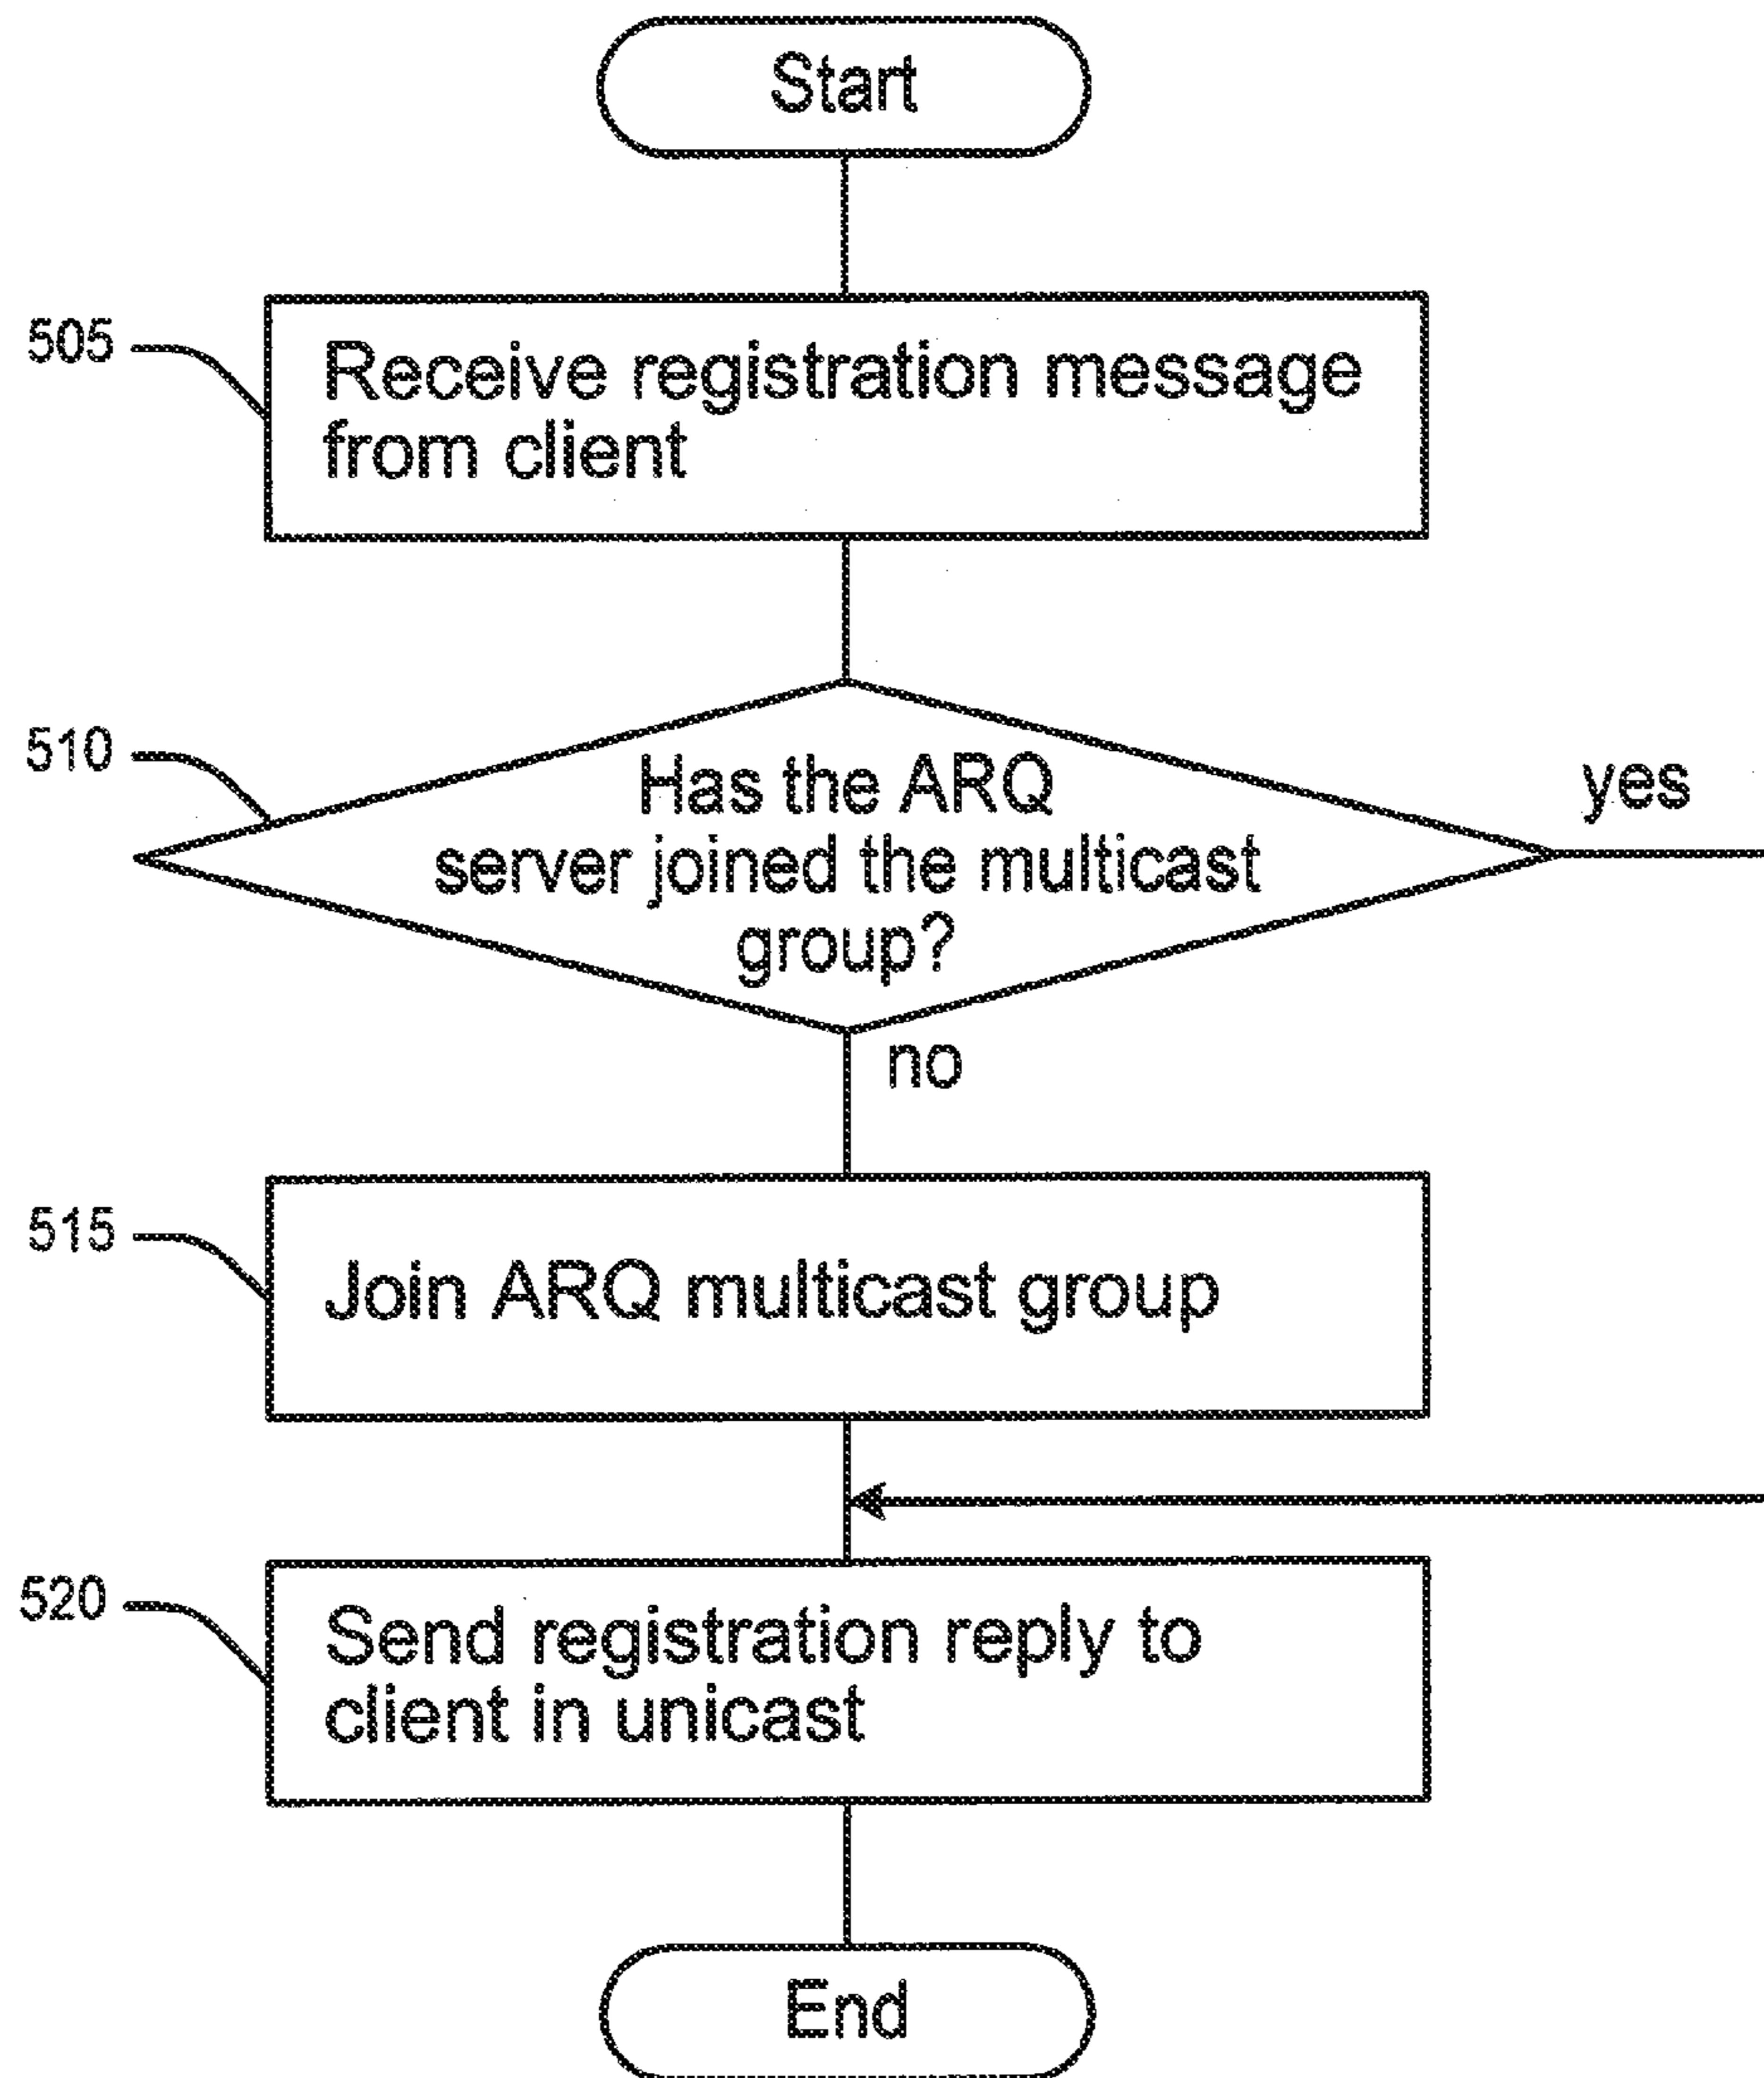 Start
505
Receive registration message
from client
510
Has the ARQ
server joined the multicast
group?
yes
no
515
Join ARQ multicast group
520
Send registration reply to
client in unicast
End